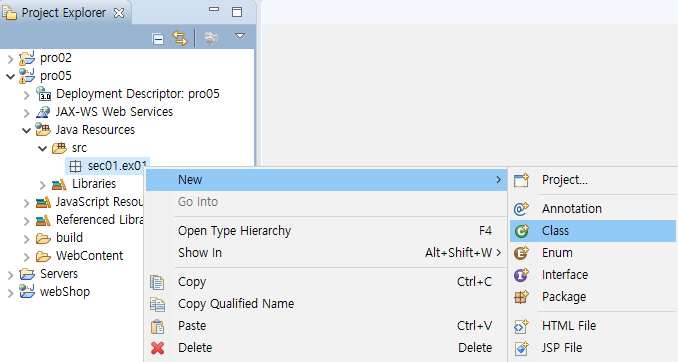 Project Explorer
pro02
pro05
Deployment Descriptor: pro05
JAX-WS Web Services
Java Resources
src
sec01.ex01
Libraries
JavaScript Resou
Referenced Libra
build
WebContent
Servers
webShop
New
Go Into
Open Type Hierarchy F4
Show In Alt+Shift+W
Copy Ctrl+C
Copy Qualified Name
Paste Ctrl+V
Delete Delete
Project...
Annotation
Class
Enum
Interface
Package
HTML File
JSP File